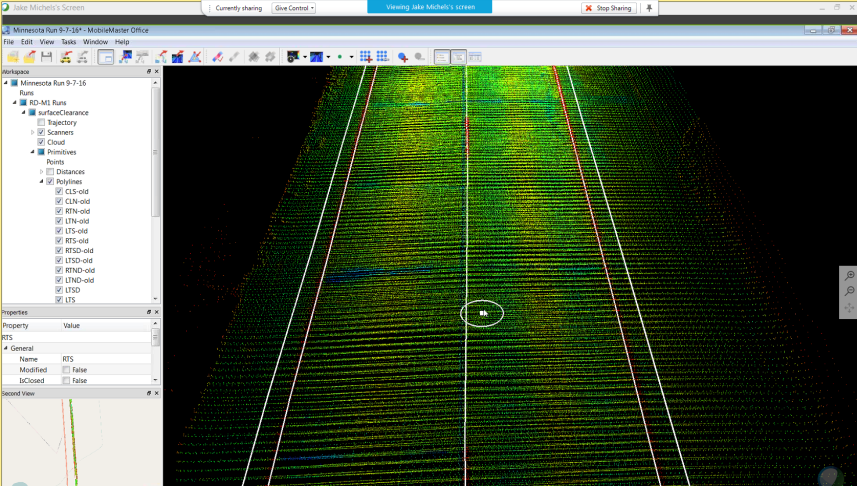 Jake Michels's Screen
Currently sharing
Give Control
Viewing Jake Michels's screen
Stop Sharing
Minnesota Run 9-7-16* - MobileMaster Office
File Edit View Tasks Window Help
Workspace
Minnesota Run 9-7-16
Runs
RD-M1 Runs
surfaceClearance
Trajectory
Scanners
Cloud
Primitives
Points
Distances
Polylines
CLS-old
CLN-old
RTN-old
LTN-old
LTS-old
RTS-old
RTSD-old
LTSD-old
RTND-old
LTND-old
LTSD
LTS
Properties
Property Value
RTS
General
Name RTS
Modified False
IsClosed False
Second View